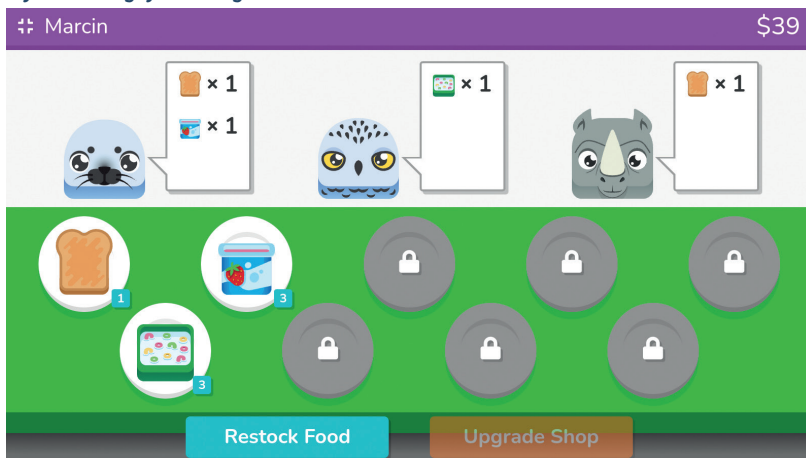 Marcin
$39
× 1
× 1
× 1
× 1
1
3
3
Restock Food
Upgrade Shop